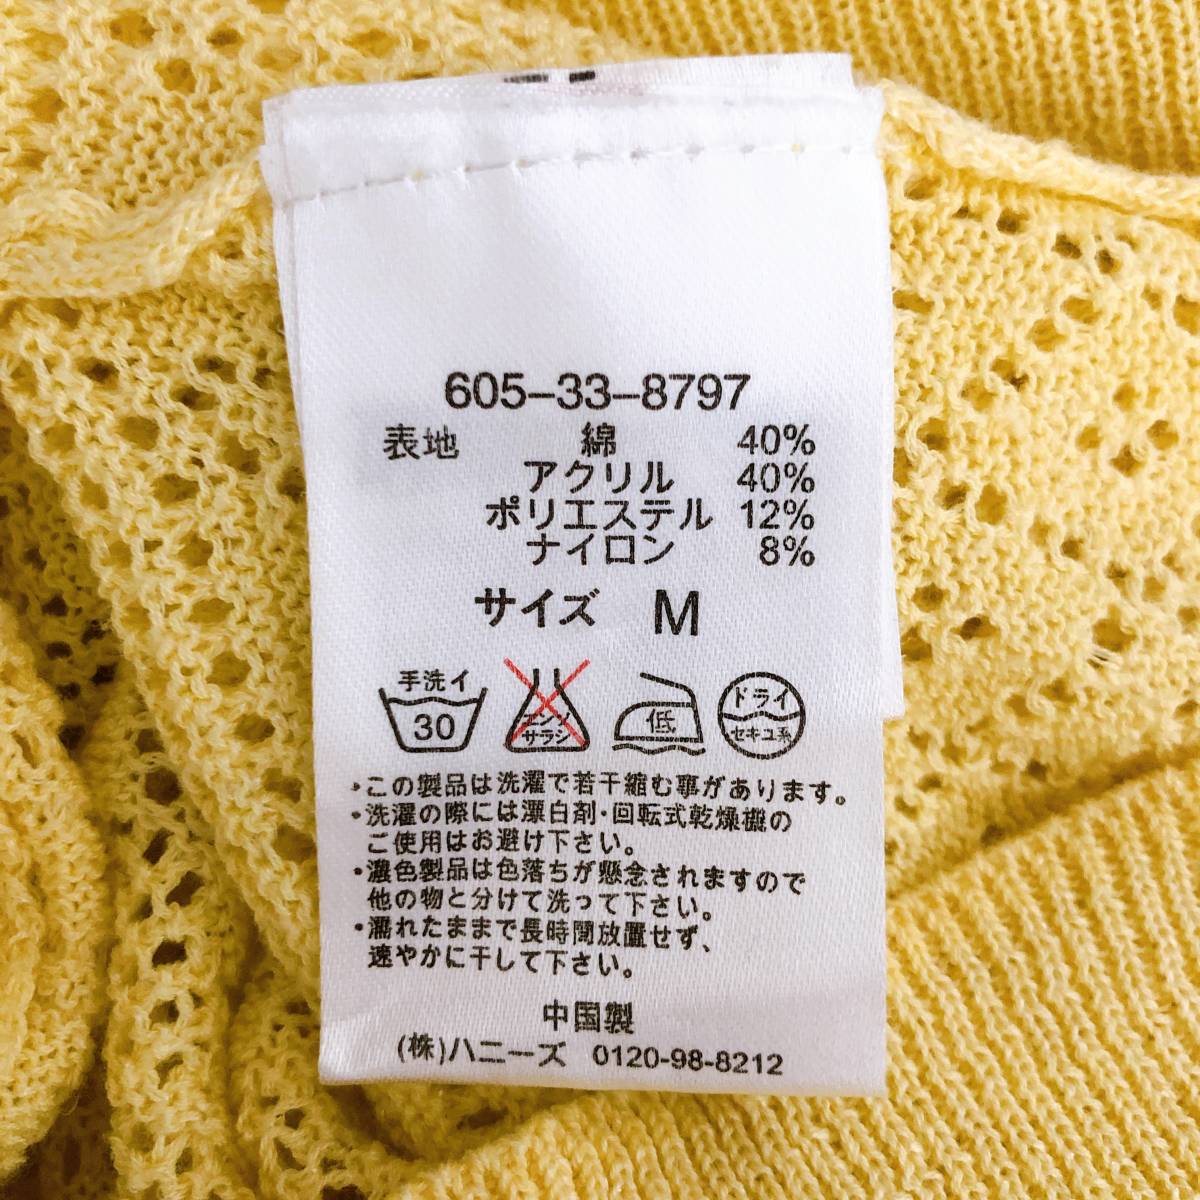 605-33-8797
表地 綿 40%
アクリル 40%
ポリエステル 12%
ナイロン 8%
サイズ M
手洗イ
30
エンソ
サラシ
低
ドライ
セキユ系
・この製品は洗濯で若干縮む事があります。
・洗濯の際には漂白剤・回転式乾燥機の
ご使用はお避け下さい。
・濃色製品は色落ちが懸念されますので
他の物と分けて洗って下さい。
・濡れたままで長時間放置せず、
速やかに干して下さい。
中国製
(株)ハニーズ 0120-98-8212